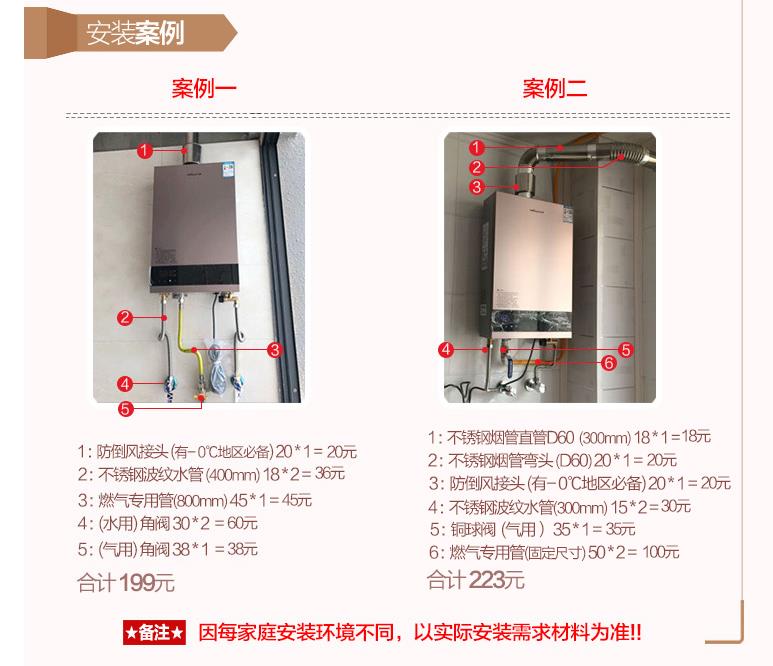 安装案例
案例一
案例二
1
2
3
4
5
1
2
3
4
5
6
1:防倒风接头(有-0℃地区必备)20*1=20元
2:不锈钢波纹水管(400mm)18*2=36元
3:燃气专用管(800mm)45*1=45元
4:(水用)角阀30*2=60元
5:(气用)角阀38*1=38元
合计199元
1:不锈钢烟管直管D60(300mm)18*1=18元
2:不锈钢烟管弯头(D60)20*1=20元
3:防倒风接头(有-0℃地区必备)20*1=20元
4:不锈钢波纹水管(300mm)15*2=30元
5:铜球阀(气用)35*1=35元
6:燃气专用管(固定尺寸)50*2=100元
合计223元
★备注★ 因每家庭安装环境不同，以实际安装需求材料为准!!